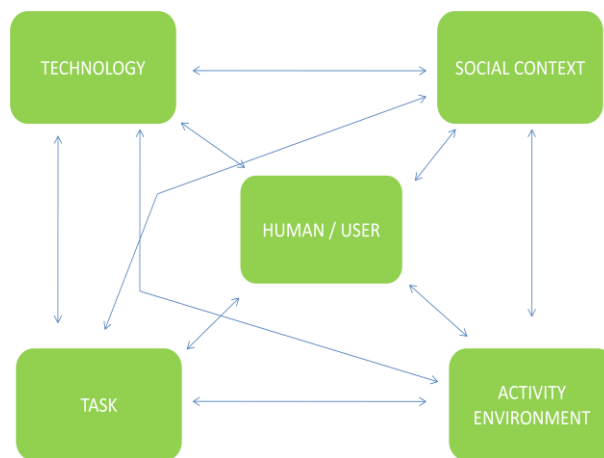 TECHNOLOGY
SOCIAL CONTEXT
HUMAN / USER
TASK
ACTIVITY
ENVIRONMENT